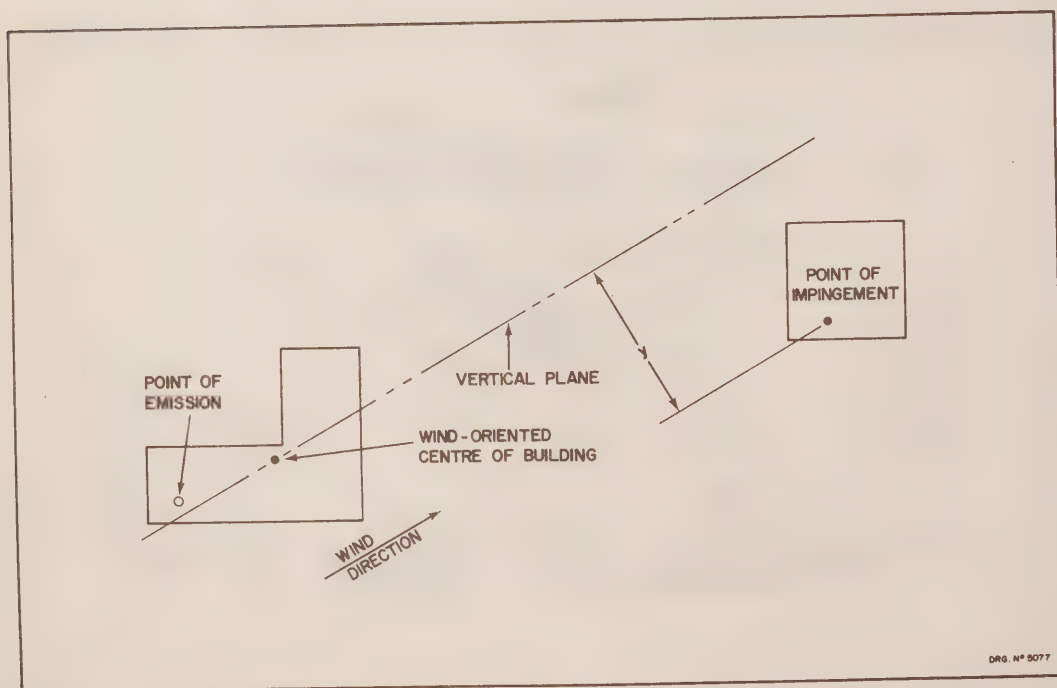 POINT OF
IMPINGEMENT
y
VERTICAL PLANE
POINT OF
EMISSION
WIND-ORIENTED
CENTRE OF BUILDING
WIND
DIRECTION
DRG. Nº 5077